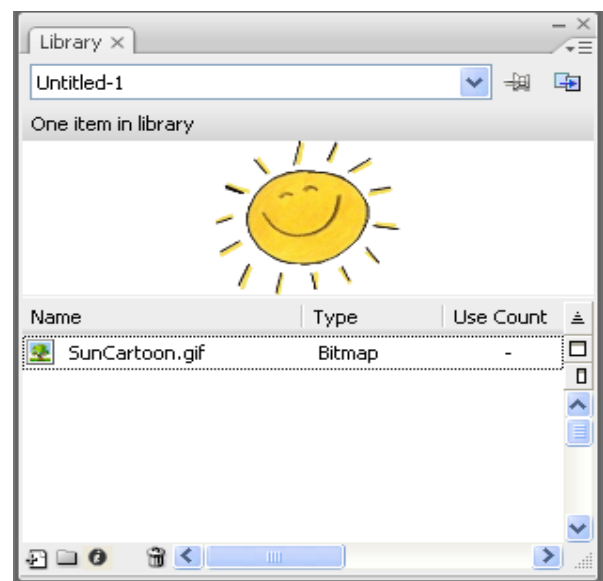 Library
Untitled-1
One item in library
Name Type Use Count
SunCartoon.gif Bitmap -